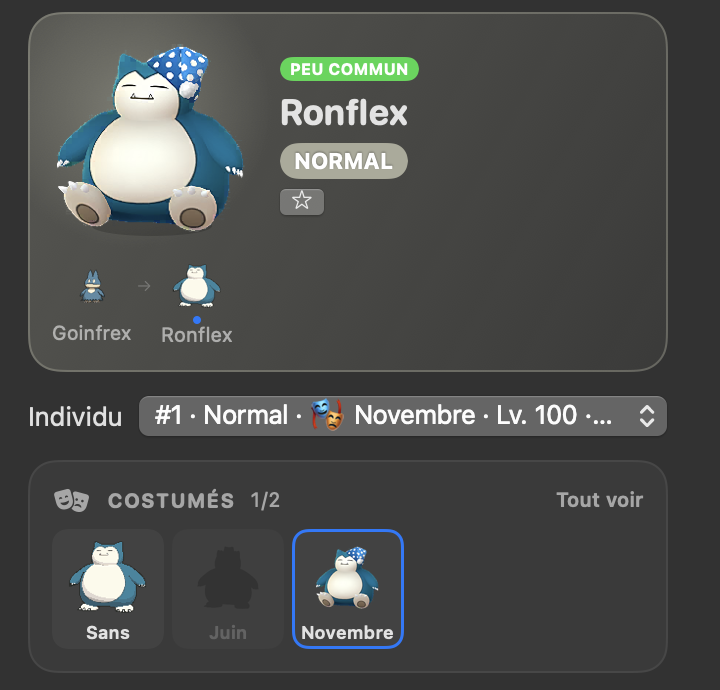 PEU COMMUN
Ronflex
NORMAL
Goinfrex → Ronflex
Individu #1 · Normal · 🎭 Novembre · Lv. 100 ·...
COSTUMÉS 1/2 Tout voir
Sans Juin Novembre